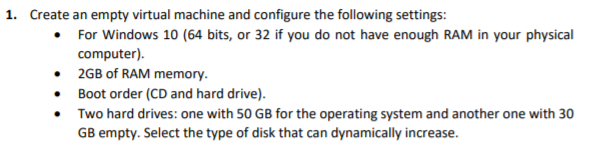 1. Create an empty virtual machine and configure the following settings:
• For Windows 10 (64 bits, or 32 if you do not have enough RAM in your physical
computer).
• 2GB of RAM memory.
• Boot order (CD and hard drive).
• Two hard drives: one with 50 GB for the operating system and another one with 30
GB empty. Select the type of disk that can dynamically increase.